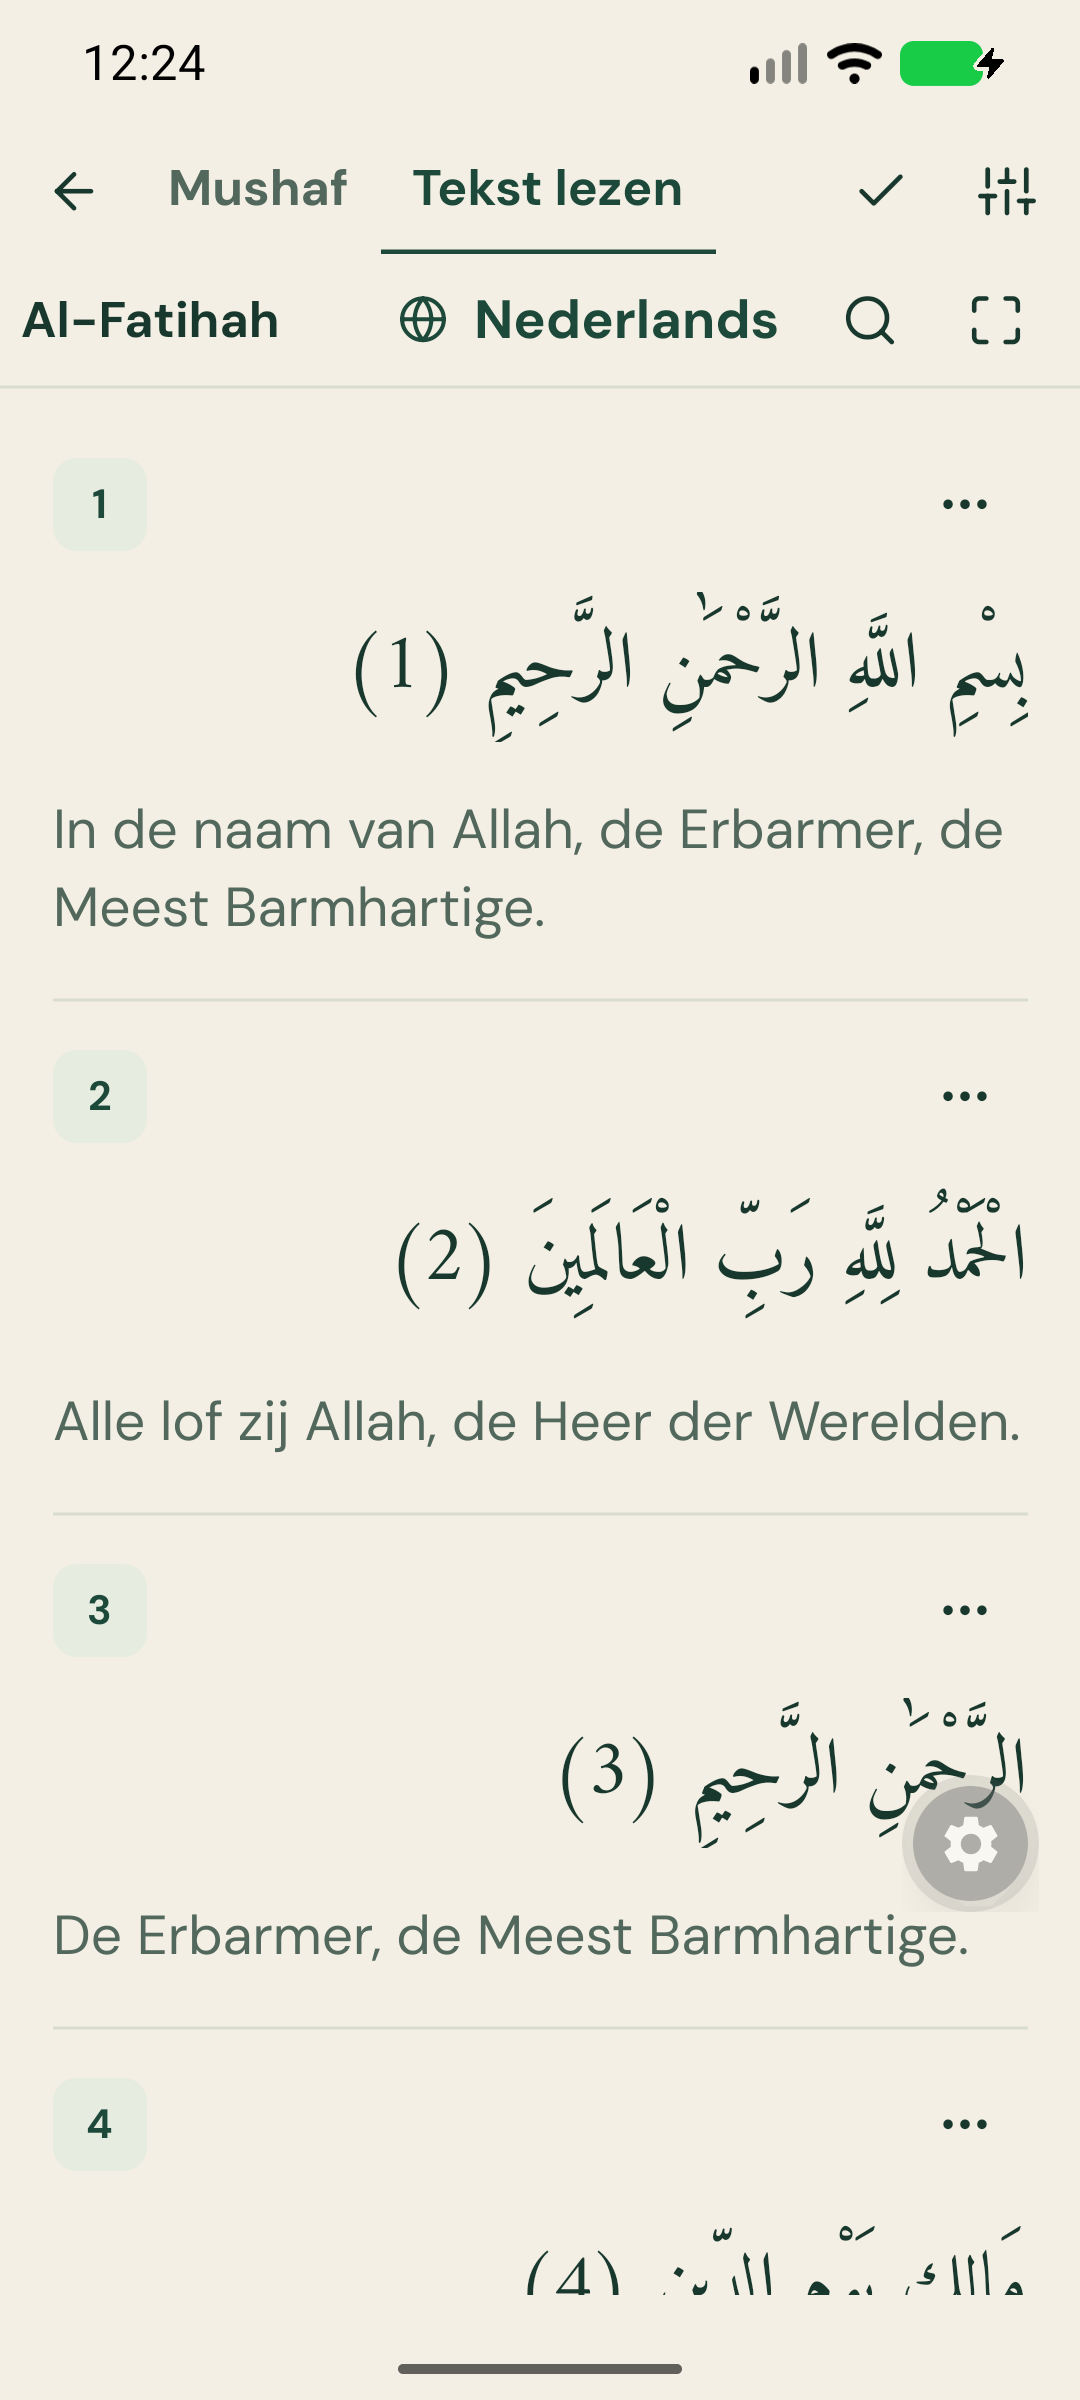 12:24
Mushaf Tekst lezen
Al-Fatihah Nederlands
1
بِسْمِ اللَّهِ الرَّحْمَٰنِ الرَّحِيمِ (1)
In de naam van Allah, de Erbarmer, de
Meest Barmhartige.
2
الْحَمْدُ لِلَّهِ رَبِّ الْعَالَمِينَ (2)
Alle lof zij Allah, de Heer der Werelden.
3
الرَّحْمَٰنِ الرَّحِيمِ (3)
De Erbarmer, de Meest Barmhartige.
4
(4)